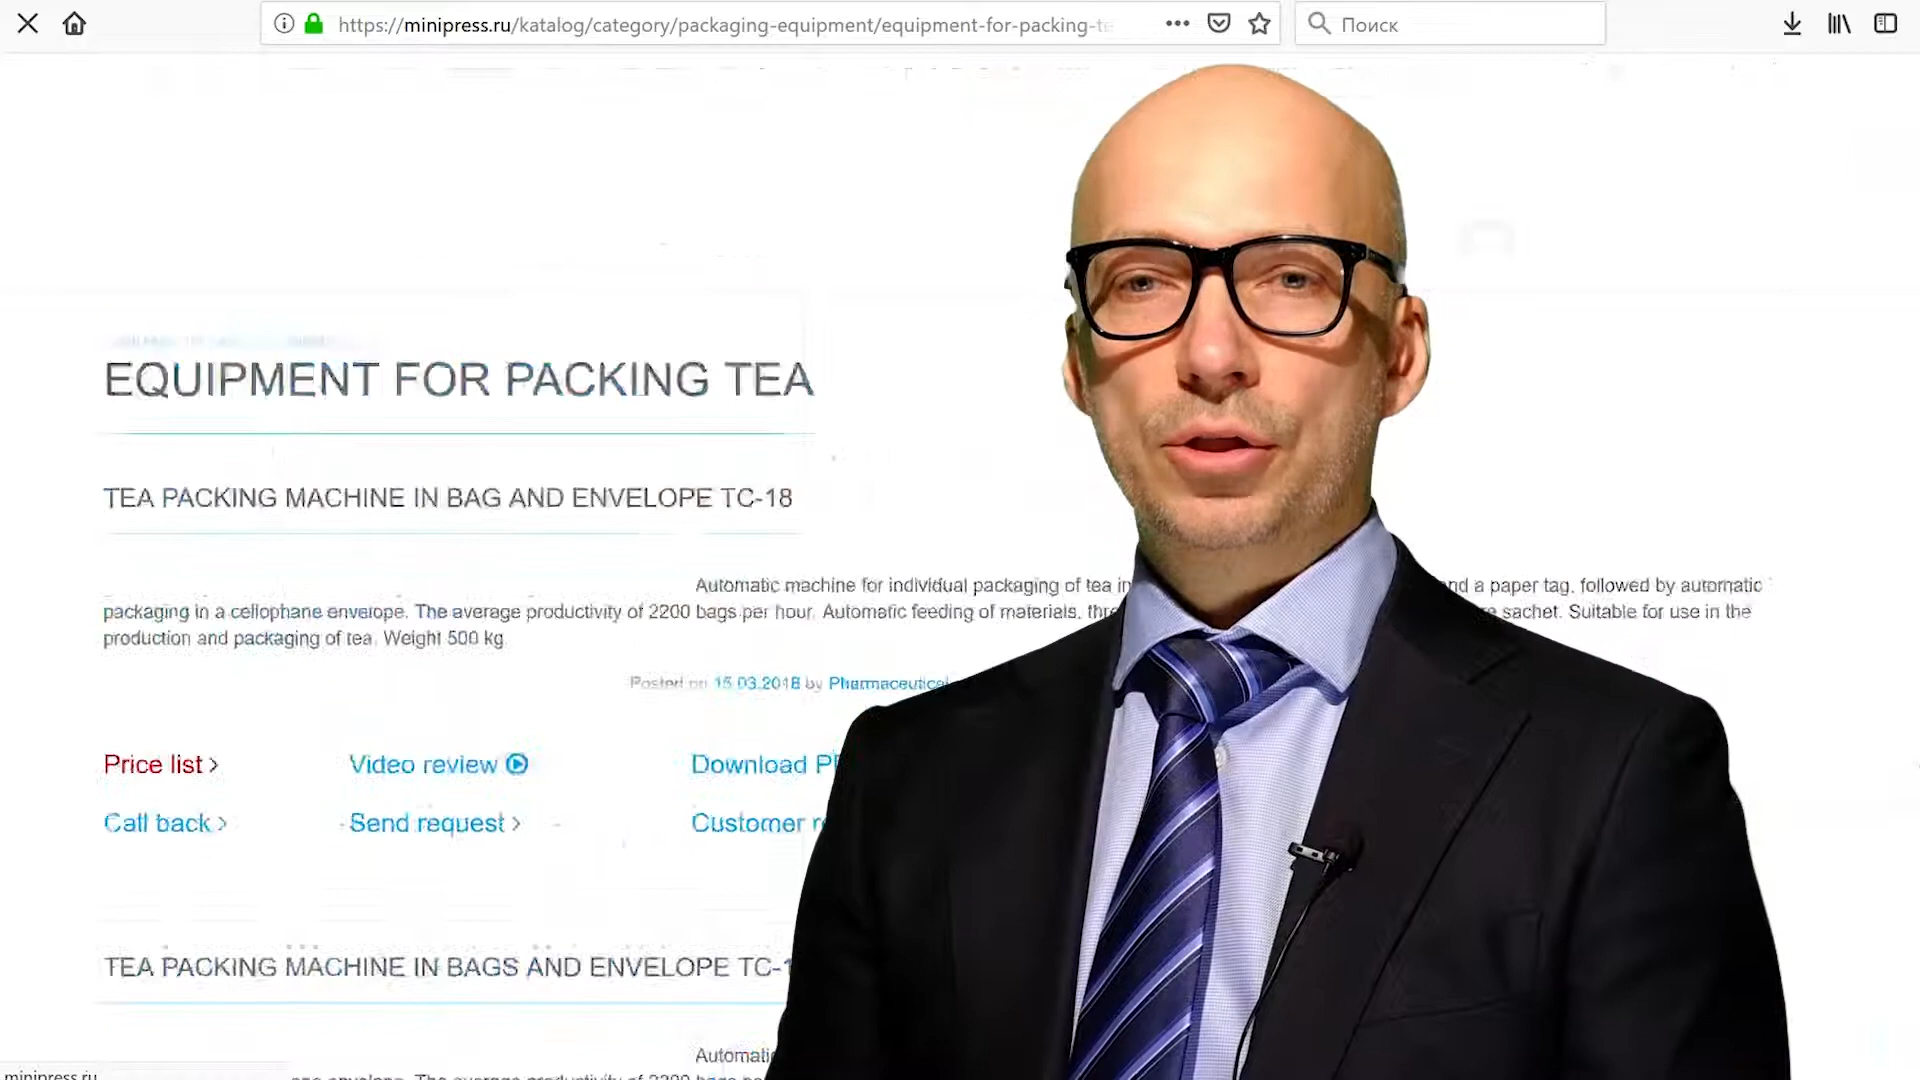 https://minipress.ru/katalog/category/packaging-equipment/equipment-for-packing-te
Поиск
EQUIPMENT FOR PACKING TEA
TEA PACKING MACHINE IN BAG AND ENVELOPE TC-18
Automatic machine for individual packaging of tea in and a paper tag, followed by automatic
packaging in a cellophane envelope. The average productivity of 2200 bags per hour. Automatic feeding of materials, sachet. Suitable for use in the
production and packaging of tea. Weight 500 kg.
Posted on 15.03.2018 by Pharmaceutical
Price list > Video review Download
Call back > Send request > Customer
TEA PACKING MACHINE IN BAGS AND ENVELOPE
minipress.ru